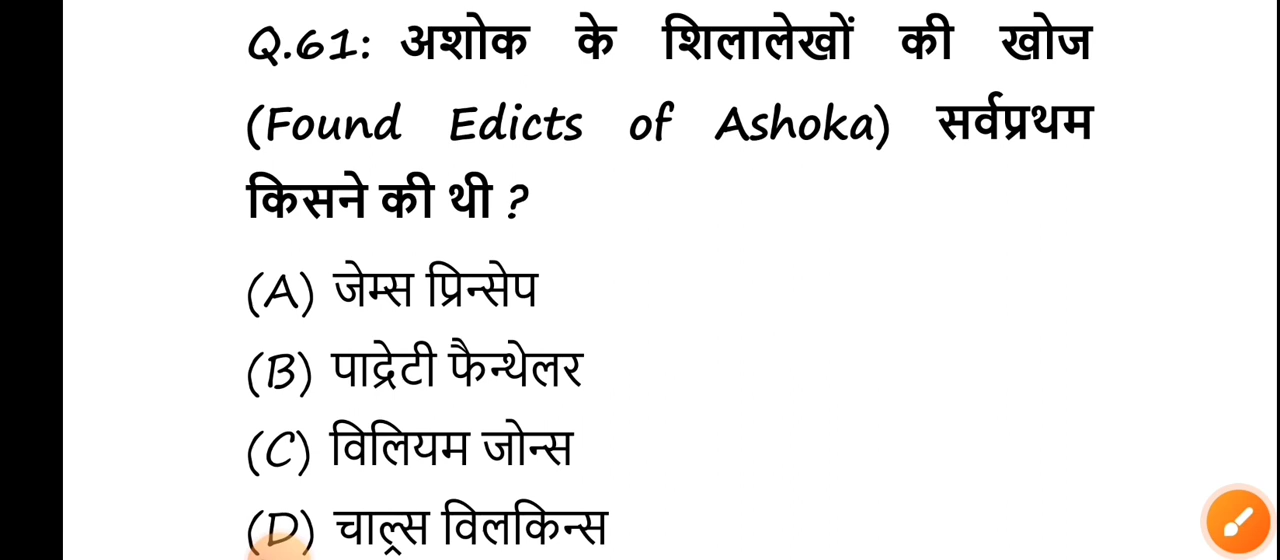 Q.61: अशोक के शिलालेखों की खोज
(Found Edicts of Ashoka) सर्वप्रथम
किसने की थी ?
(A) जेम्स प्रिन्सेप
(B) पाद्रेटी फैन्थेलर
(C) विलियम जोन्स
(D) चाल्र्स विलकिन्स